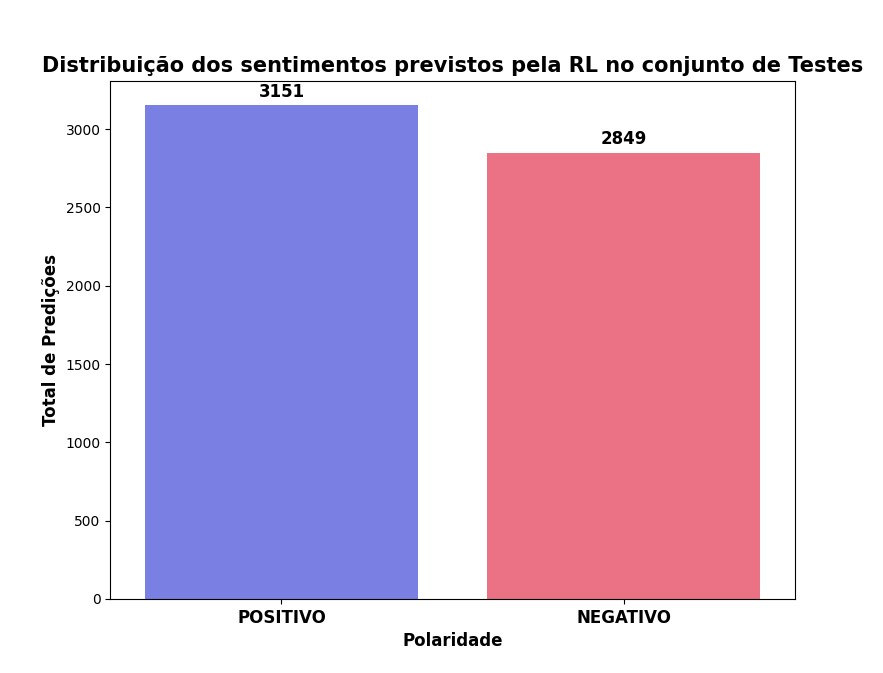 Distribuição dos sentimentos previstos pela RL no conjunto de Testes
3151
2849
3000
2500
2000
1500
1000
500
0
Total de Predições
POSITIVO
NEGATIVO
Polaridade